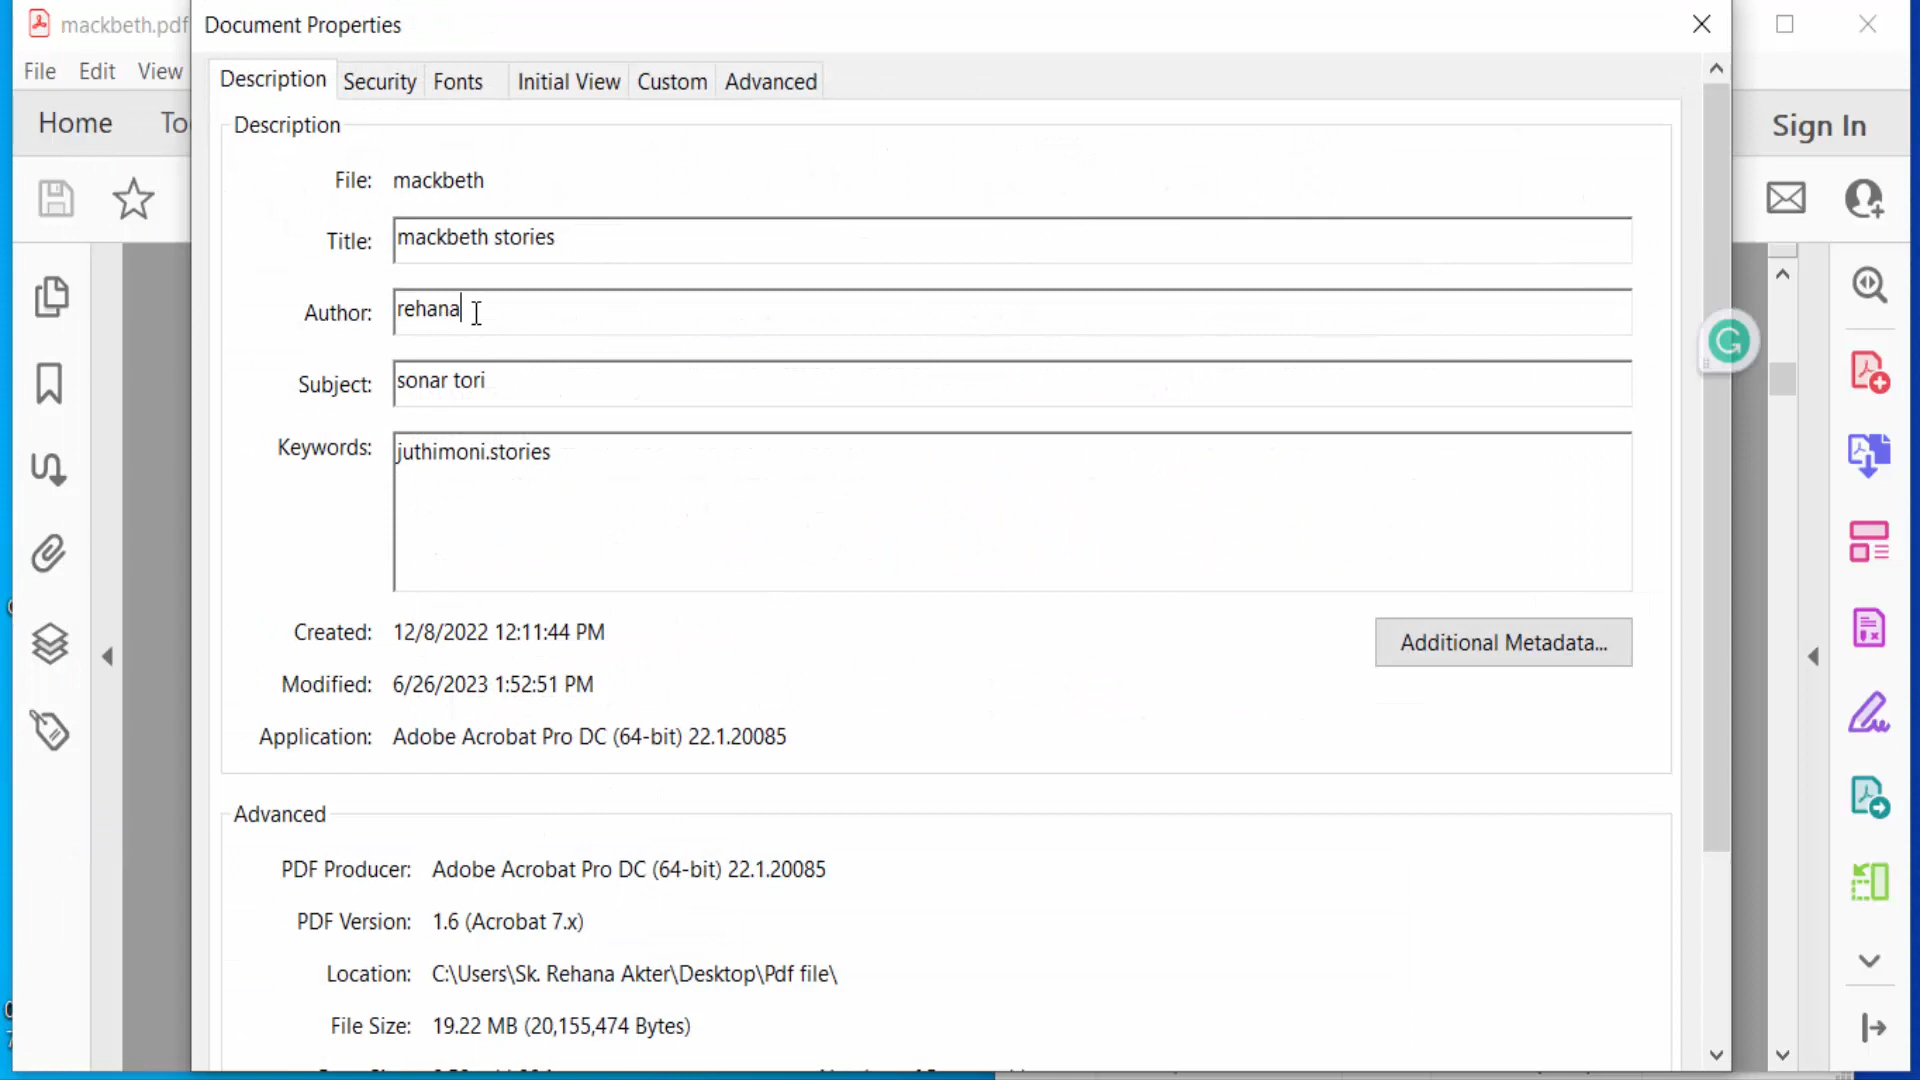 mackbeth.pdf
Document Properties
File Edit View
Description Security Fonts Initial View Custom Advanced
Home
Sign In
Description
File: mackbeth
Title: mackbeth stories
Author: rehana
Subject: sonar tori
Keywords: juthimoni.stories
Created: 12/8/2022 12:11:44 PM
Additional Metadata...
Modified: 6/26/2023 1:52:51 PM
Application: Adobe Acrobat Pro DC (64-bit) 22.1.20085
Advanced
PDF Producer: Adobe Acrobat Pro DC (64-bit) 22.1.20085
PDF Version: 1.6 (Acrobat 7.x)
Location: C:\Users\Sk. Rehana Akter\Desktop\Pdf file\
File Size: 19.22 MB (20,155,474 Bytes)